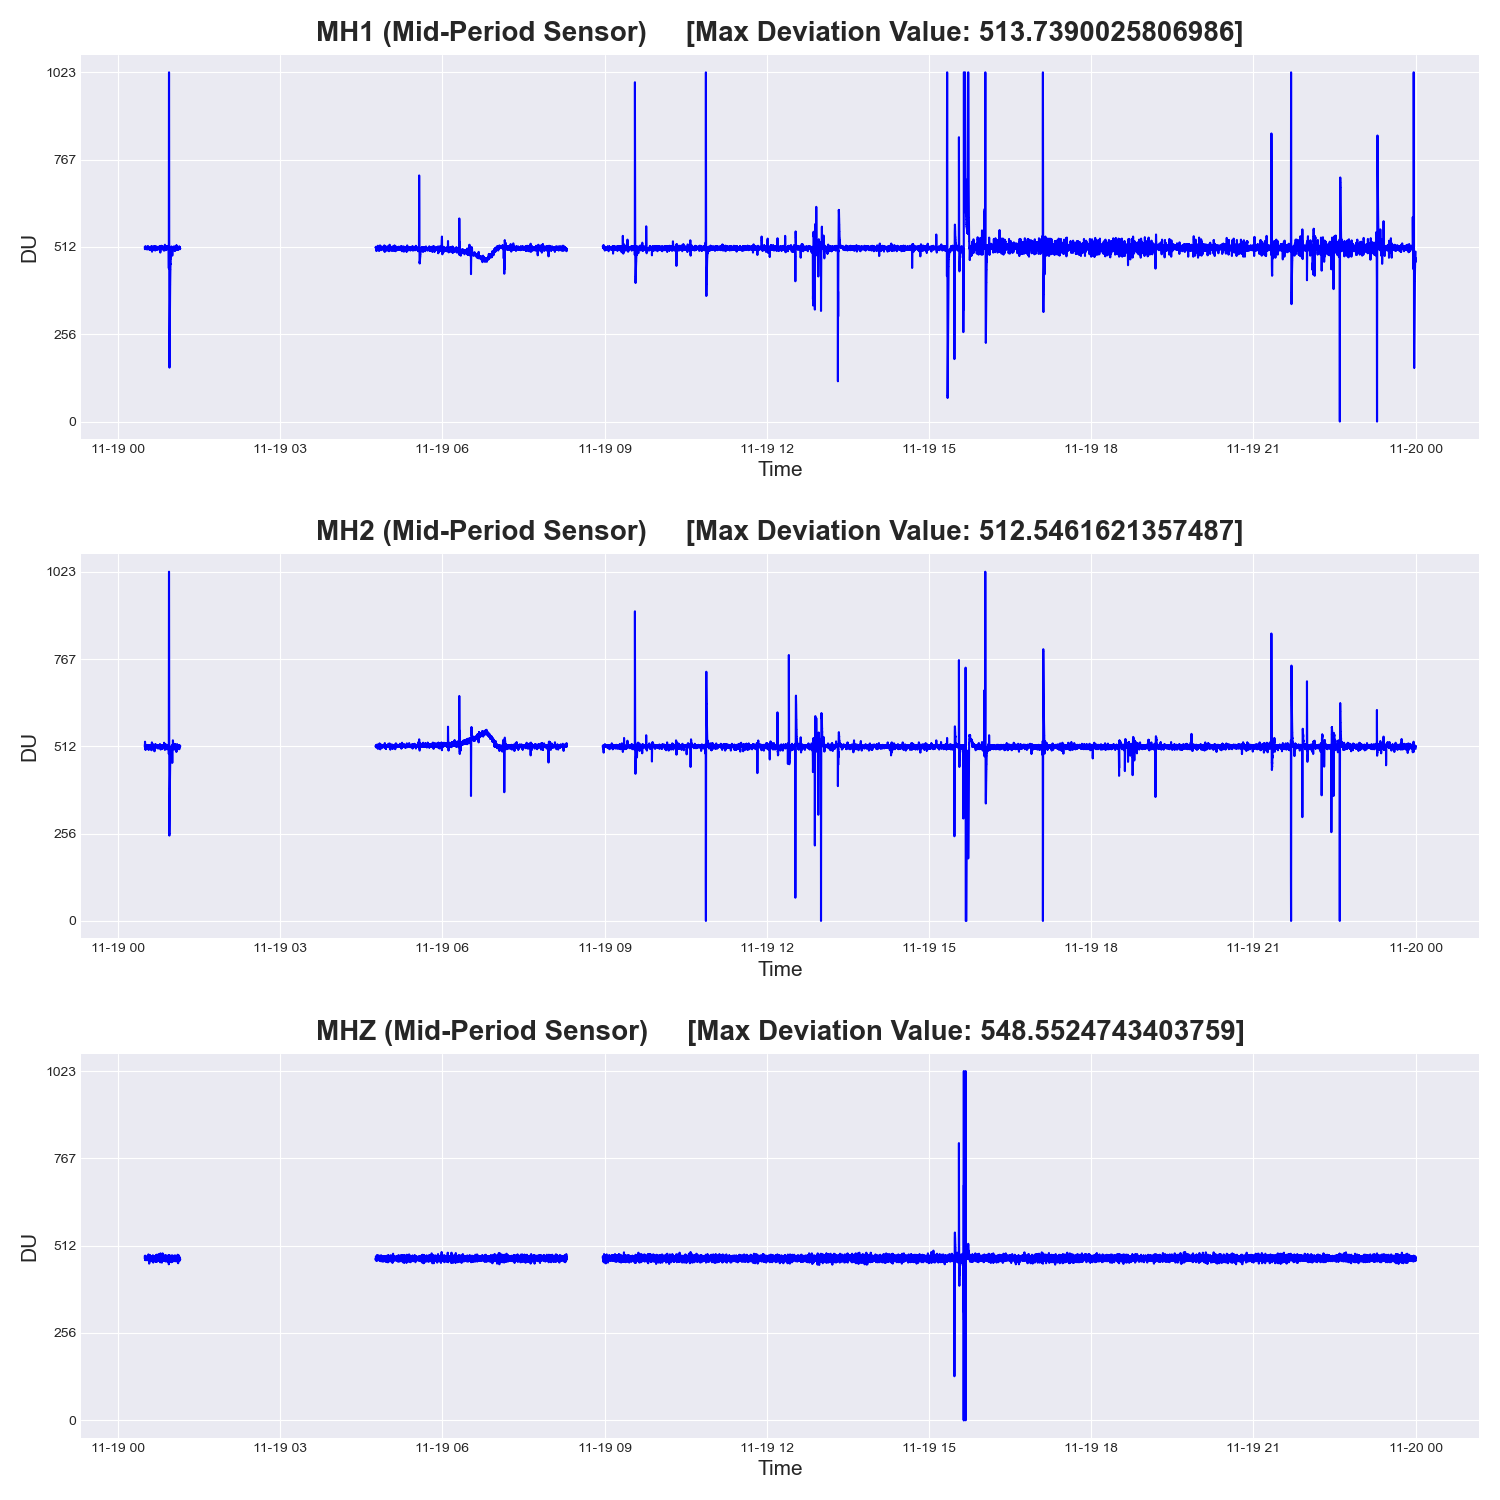 MH1 (Mid-Period Sensor) [Max Deviation Value: 513.7390025806986]
1023
767
512
256
0
DU
11-19 00 11-19 03 11-19 06 11-19 09 11-19 12 11-19 15 11-19 18 11-19 21 11-20 00
Time
MH2 (Mid-Period Sensor) [Max Deviation Value: 512.5461621357487]
1023
767
512
256
0
DU
11-19 00 11-19 03 11-19 06 11-19 09 11-19 12 11-19 15 11-19 18 11-19 21 11-20 00
Time
MHZ (Mid-Period Sensor) [Max Deviation Value: 548.5524743403759]
1023
767
512
256
0
DU
11-19 00 11-19 03 11-19 06 11-19 09 11-19 12 11-19 15 11-19 18 11-19 21 11-20 00
Time